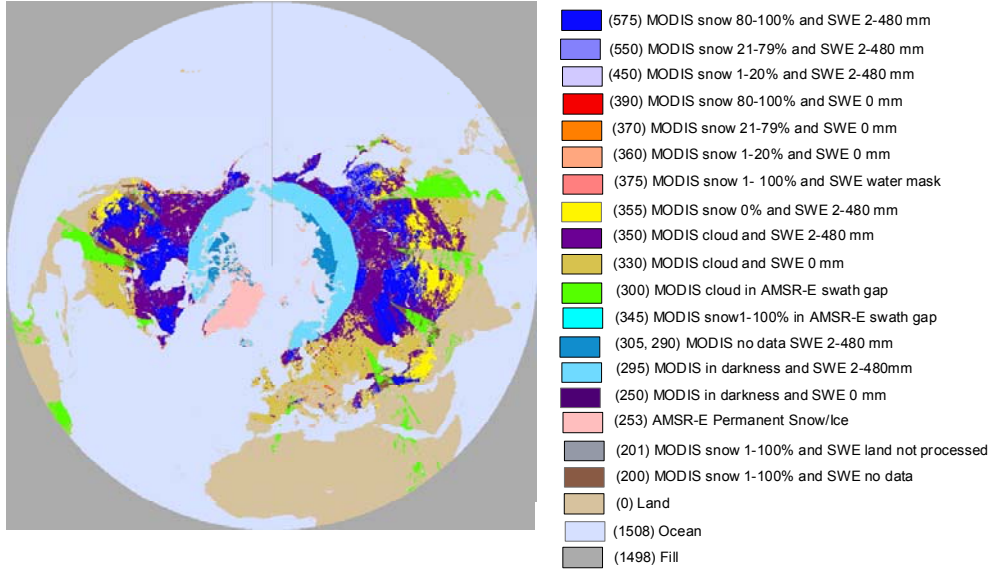 (575) MODIS snow 80-100% and SWE 2-480 mm
(550) MODIS snow 21-79% and SWE 2-480 mm
(450) MODIS snow 1-20% and SWE 2-480 mm
(390) MODIS snow 80-100% and SWE 0 mm
(370) MODIS snow 21-79% and SWE 0 mm
(360) MODIS snow 1-20% and SWE 0 mm
(375) MODIS snow 1- 100% and SWE water mask
(355) MODIS snow 0% and SWE 2-480 mm
(350) MODIS cloud and SWE 2-480 mm
(330) MODIS cloud and SWE 0 mm
(300) MODIS cloud in AMSR-E swath gap
(345) MODIS snow1-100% in AMSR-E swath gap
(305, 290) MODIS no data SWE 2-480 mm
(295) MODIS in darkness and SWE 2-480mm
(250) MODIS in darkness and SWE 0 mm
(253) AMSR-E Permanent Snow/Ice
(201) MODIS snow 1-100% and SWE land not processed
(200) MODIS snow 1-100% and SWE no data
(0) Land
(1508) Ocean
(1498) Fill